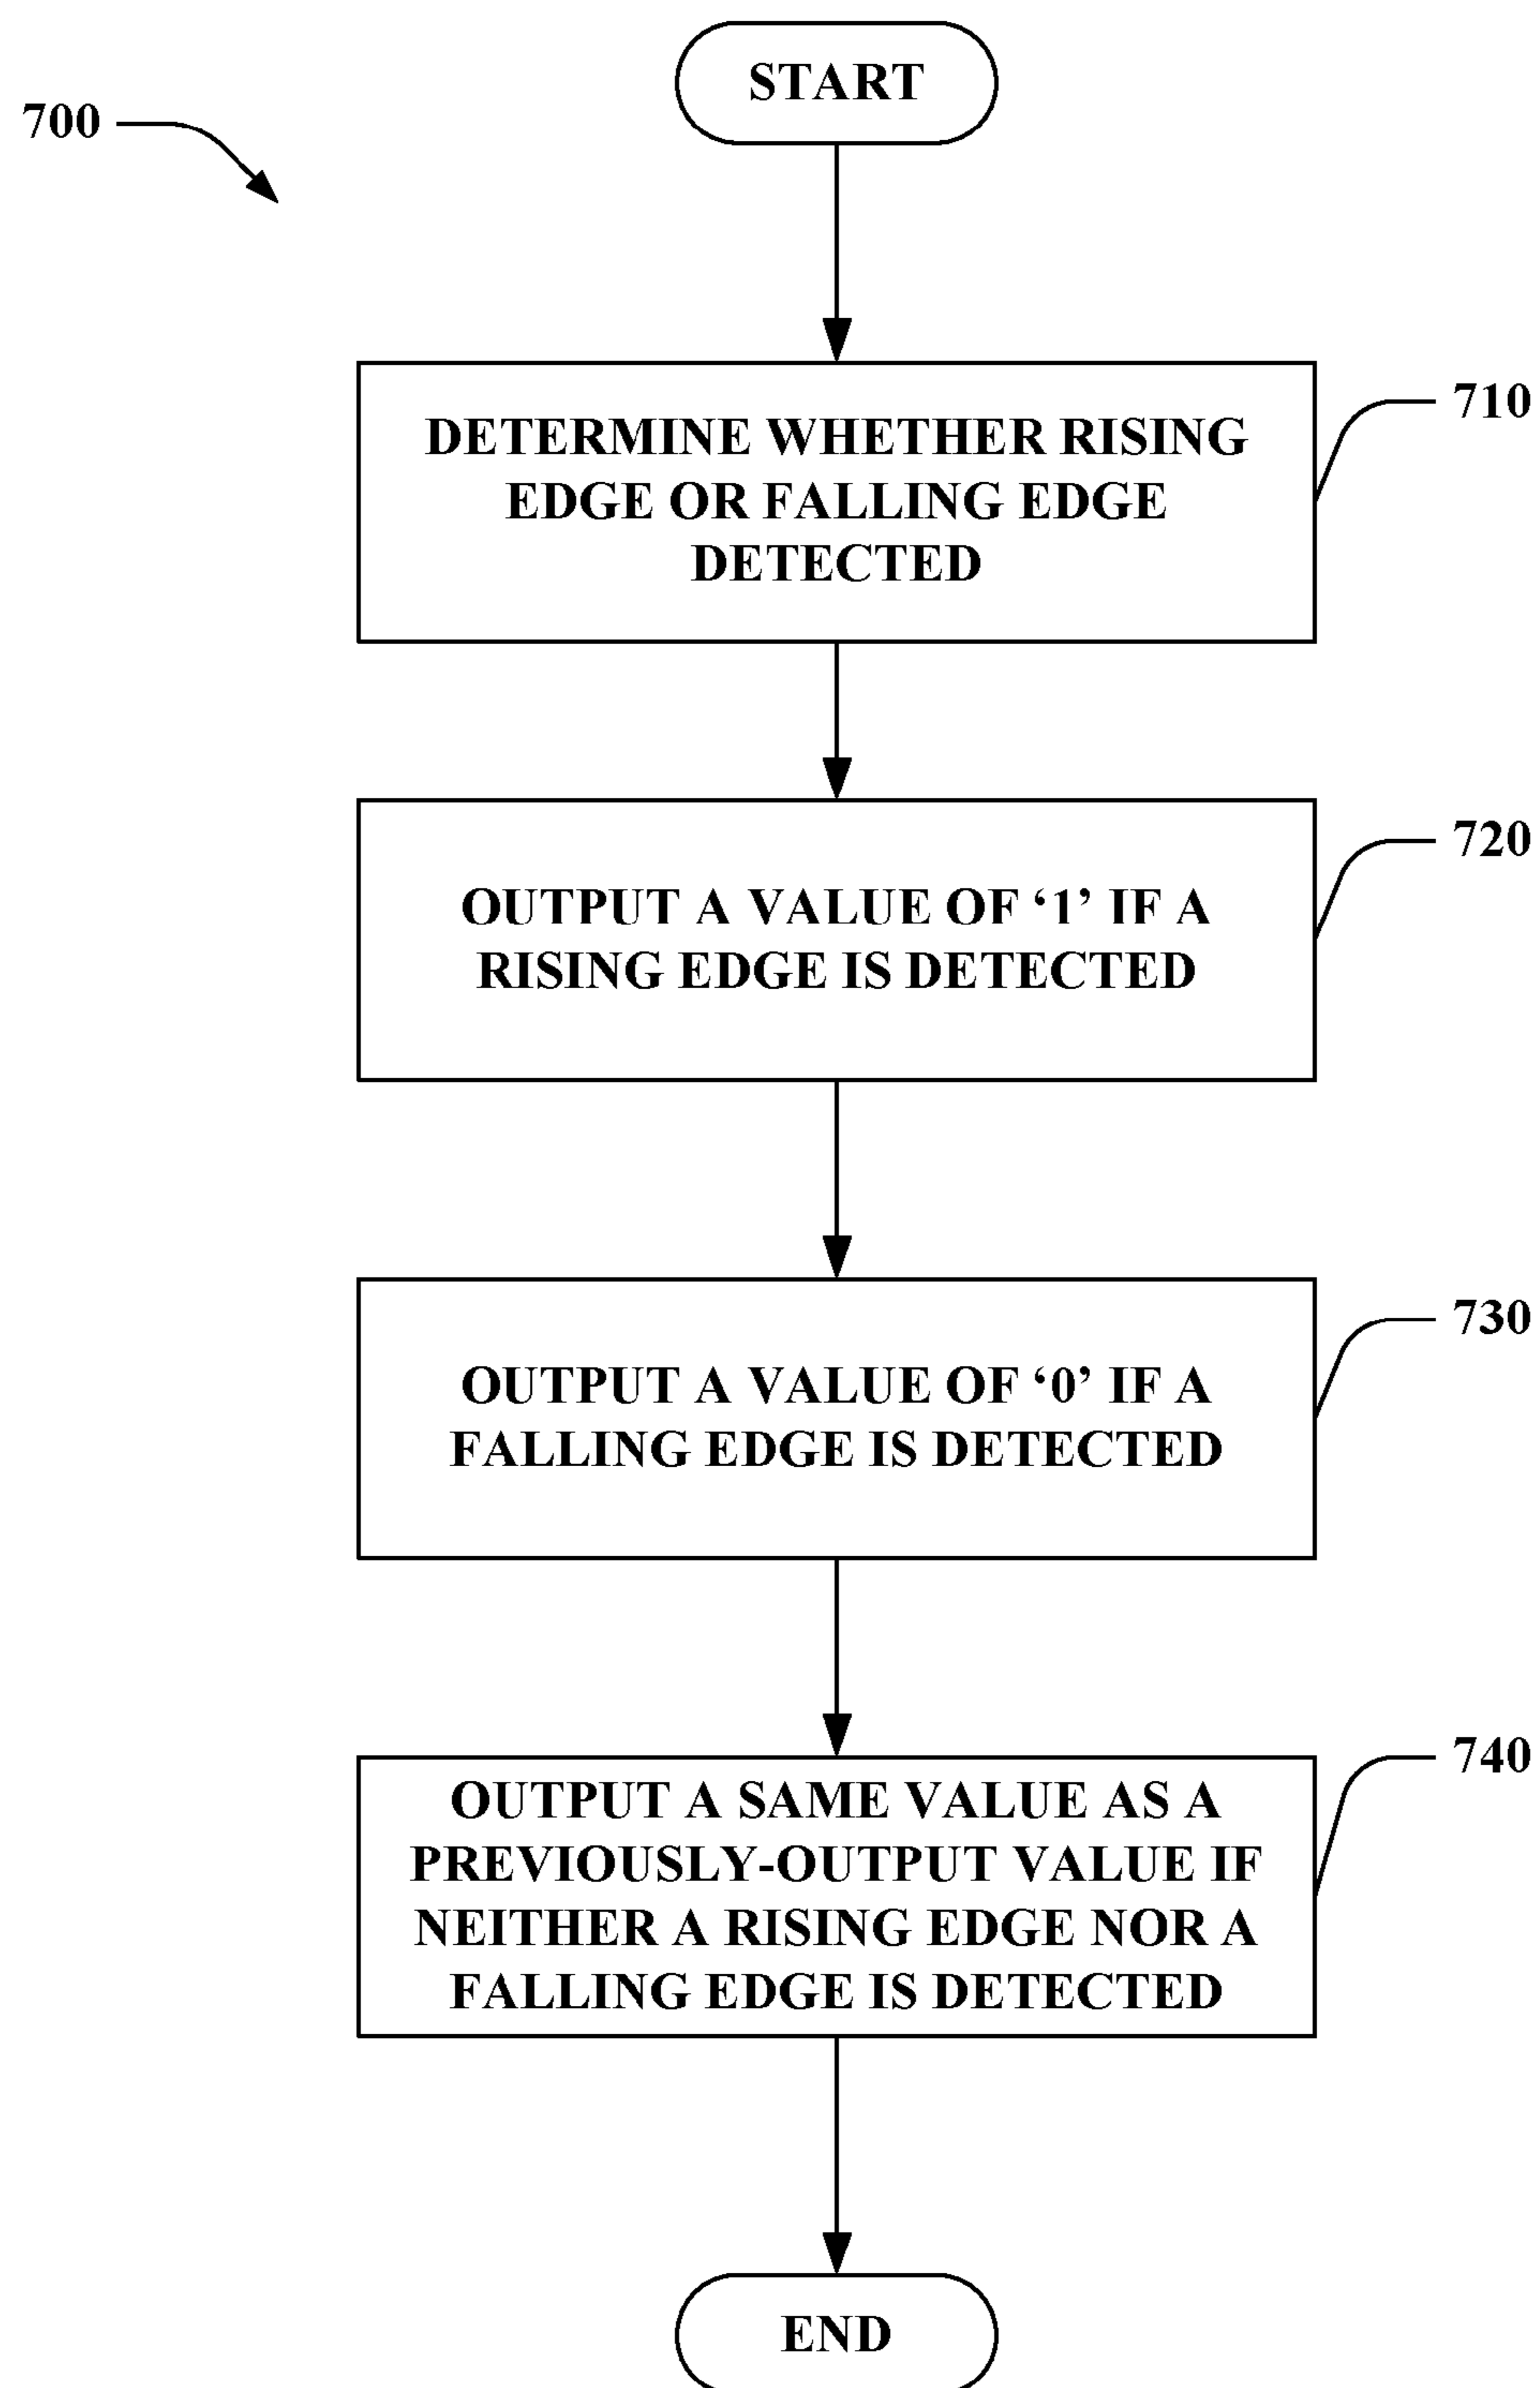 START
700
DETERMINE WHETHER RISING
EDGE OR FALLING EDGE
DETECTED
710
OUTPUT A VALUE OF ‘1’ IF A
RISING EDGE IS DETECTED
720
OUTPUT A VALUE OF ‘0’ IF A
FALLING EDGE IS DETECTED
730
OUTPUT A SAME VALUE AS A
PREVIOUSLY-OUTPUT VALUE IF
NEITHER A RISING EDGE NOR A
FALLING EDGE IS DETECTED
740
END